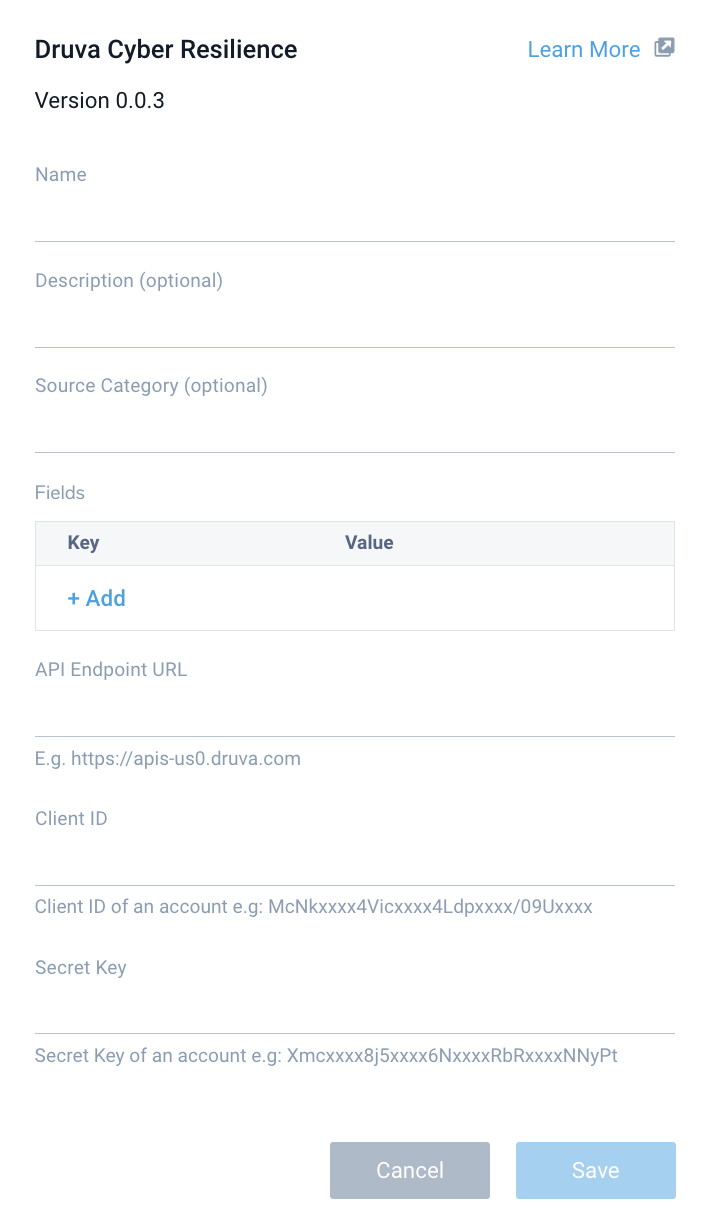 Druva Cyber Resilience Learn More
Version 0.0.3
Name
Description (optional)
Source Category (optional)
Fields
Key Value
+ Add
API Endpoint URL
E.g. https://apis-us0.druva.com
Client ID
Client ID of an account e.g: McNkxxxx4Vicxxxx4Ldpxxxx/09Uxxxx
Secret Key
Secret Key of an account e.g: Xmcxxxx8j5xxxx6NxxxxRbRxxxxNNyPt
Cancel Save